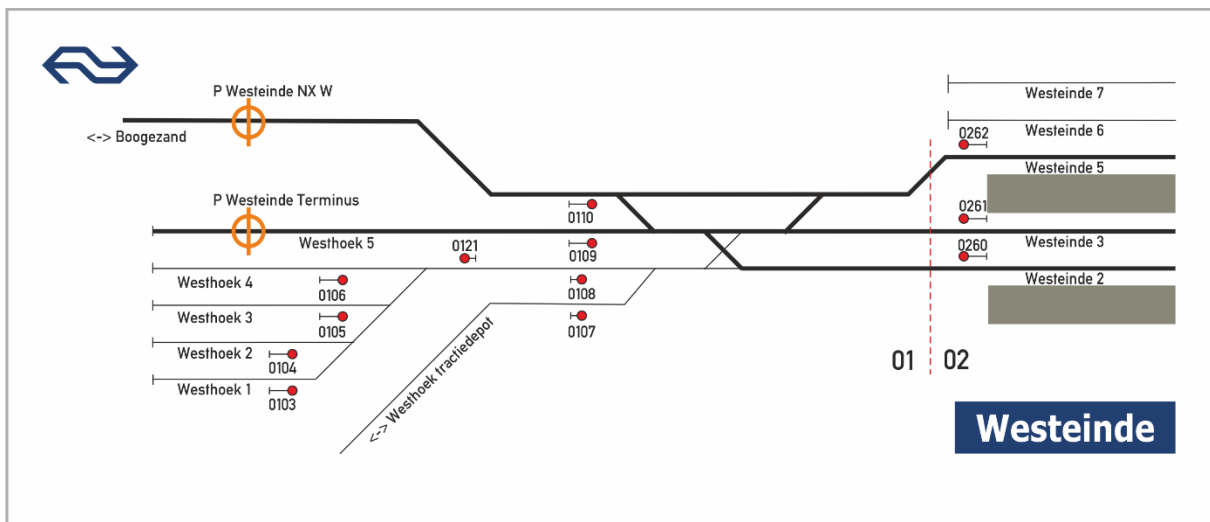 P Westeinde NX W
<-> Boogezand
Westeinde 7
Westeinde 6
0262
Westeinde 5
P Westeinde Terminus
0110
0261
Westhoek 5
0121
0109
Westeinde 3
0260
Westhoek 4
0106
0108
Westeinde 2
Westhoek 3
0105
0107
Westhoek 2
0104
01
02
Westhoek 1
0103
<-> Westhoek tractiedepot
Westeinde